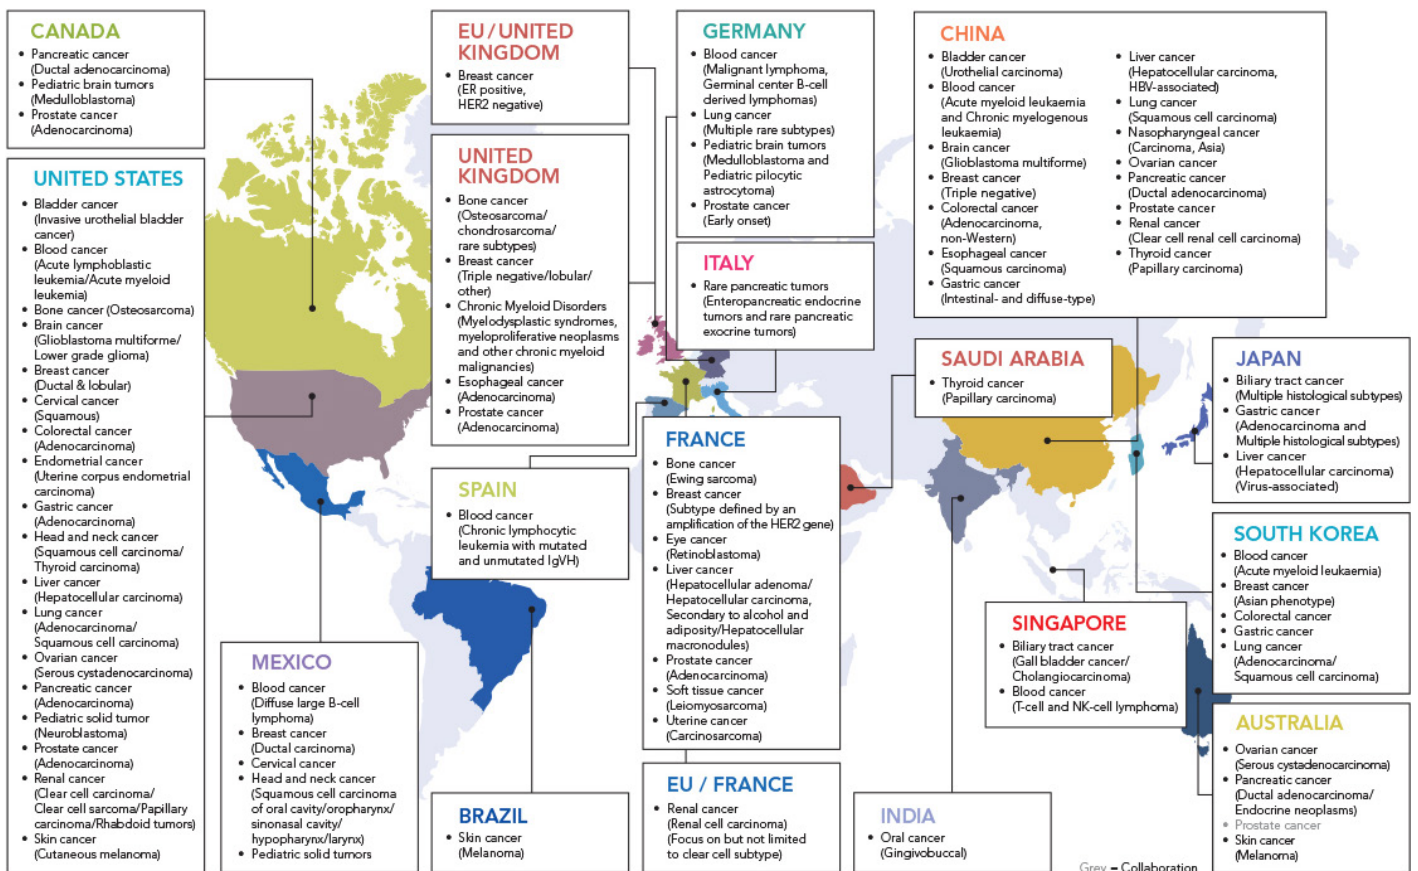 CANADA
• Pancreatic cancer
(Ductal adenocarcinoma)
• Pediatric brain tumors
(Medulloblastoma)
• Prostate cancer
(Adenocarcinoma)
UNITED STATES
• Bladder cancer
(Invasive urothelial bladder
cancer)
• Blood cancer
(Acute lymphoblastic
leukemia/Acute myeloid
leukemia)
• Bone cancer (Osteosarcoma)
• Brain cancer
(Glioblastoma multiforme/
Lower grade glioma)
• Breast cancer
(Ductal & lobular)
• Cervical cancer
(Squamous)
• Colorectal cancer
(Adenocarcinoma)
• Endometrial cancer
(Uterine corpus endometrial
carcinoma)
• Gastric cancer
(Adenocarcinoma)
• Head and neck cancer
(Squamous cell carcinoma/
Thyroid carcinoma)
• Liver cancer
(Hepatocellular carcinoma)
• Lung cancer
(Adenocarcinoma/
Squamous cell carcinoma)
• Ovarian cancer
(Serous cystadenocarcinoma)
• Pancreatic cancer
(Adenocarcinoma)
• Pediatric solid tumor
(Neuroblastoma)
• Prostate cancer
(Adenocarcinoma)
• Renal cancer
(Clear cell carcinoma/
Clear cell sarcoma/Papillary
carcinoma/Rhabdoid tumors)
• Skin cancer
(Cutaneous melanoma)
MEXICO
• Blood cancer
(Diffuse large B-cell
lymphoma)
• Breast cancer
(Ductal carcinoma)
• Cervical cancer
• Head and neck cancer
(Squamous cell carcinoma
of oral cavity/oropharynx/
sinonasal cavity/
hypopharynx/larynx)
• Pediatric solid tumors
EU / UNITED
KINGDOM
• Breast cancer
(ER positive,
HER2 negative)
UNITED
KINGDOM
• Bone cancer
(Osteosarcoma/
chondrosarcoma/
rare subtypes)
• Breast cancer
(Triple negative/lobular/
other)
• Chronic Myeloid Disorders
(Myelodysplastic syndromes,
myeloproliferative neoplasms
and other chronic myeloid
malignancies)
• Esophageal cancer
(Adenocarcinoma)
• Prostate cancer
(Adenocarcinoma)
SPAIN
• Blood cancer
(Chronic lymphocytic
leukemia with mutated
and unmutated IgVH)
BRAZIL
• Skin cancer
(Melanoma)
GERMANY
• Blood cancer
(Malignant lymphoma,
Germinal center B-cell
derived lymphomas)
• Lung cancer
(Multiple rare subtypes)
• Pediatric brain tumors
(Medulloblastoma and
Pediatric pilocytic
astrocytoma)
• Prostate cancer
(Early onset)
ITALY
• Rare pancreatic tumors
(Enteropancreatic endocrine
tumors and rare pancreatic
exocrine tumors)
FRANCE
• Bone cancer
(Ewing sarcoma)
• Breast cancer
(Subtype defined by an
amplification of the HER2 gene)
• Eye cancer
(Retinoblastoma)
• Liver cancer
(Hepatocellular adenoma/
Hepatocellular carcinoma,
Secondary to alcohol and
adiposity/Hepatocellular
macronodules)
• Prostate cancer
(Adenocarcinoma)
• Soft tissue cancer
(Leiomyosarcoma)
• Uterine cancer
(Carcinosarcoma)
EU / FRANCE
• Renal cancer
(Renal cell carcinoma)
(Focus on but not limited
to clear cell subtype)
CHINA
• Bladder cancer
(Urothelial carcinoma)
• Blood cancer
(Acute myeloid leukaemia
and Chronic myelogenous
leukaemia)
• Brain cancer
(Glioblastoma multiforme)
• Breast cancer
(Triple negative)
• Colorectal cancer
(Adenocarcinoma,
non-Western)
• Esophageal cancer
(Squamous carcinoma)
• Gastric cancer
(Intestinal- and diffuse-type)
• Liver cancer
(Hepatocellular carcinoma,
HBV-associated)
• Lung cancer
(Squamous cell carcinoma)
• Nasopharyngeal cancer
(Carcinoma, Asia)
• Ovarian cancer
• Pancreatic cancer
(Ductal adenocarcinoma)
• Prostate cancer
• Renal cancer
(Clear cell renal cell carcinoma)
• Thyroid cancer
(Papillary carcinoma)
SAUDI ARABIA
• Thyroid cancer
(Papillary carcinoma)
JAPAN
• Biliary tract cancer
(Multiple histological subtypes)
• Gastric cancer
(Adenocarcinoma and
Multiple histological subtypes)
• Liver cancer
(Hepatocellular carcinoma)
(Virus-associated)
SOUTH KOREA
• Blood cancer
(Acute myeloid leukaemia)
• Breast cancer
(Asian phenotype)
• Colorectal cancer
• Gastric cancer
• Lung cancer
(Adenocarcinoma/
Squamous cell carcinoma)
SINGAPORE
• Biliary tract cancer
(Gall bladder cancer/
Cholangiocarcinoma)
• Blood cancer
(T-cell and NK-cell lymphoma)
INDIA
• Oral cancer
(Gingivobuccal)
AUSTRALIA
• Ovarian cancer
(Serous cystadenocarcinoma)
• Pancreatic cancer
(Ductal adenocarcinoma/
Endocrine neoplasms)
• Prostate cancer
• Skin cancer
(Melanoma)
Grey = Collaboration